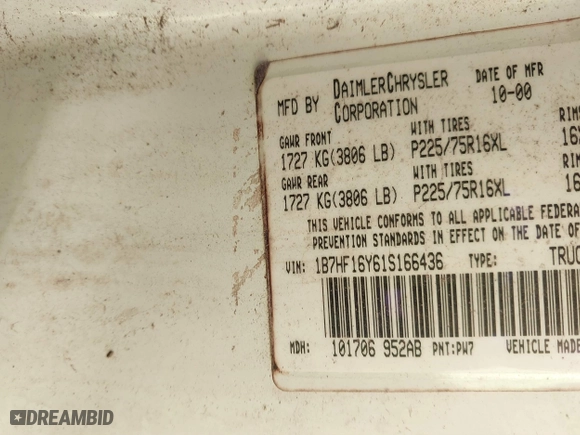 MFD BY DAIMLERCHRYSLER CORPORATION DATE OF MFR 10-00
GAWR FRONT WITH TIRES
1727 KG(3806 LB) P225/75R16XL
GAWR REAR WITH TIRES
1727 KG(3806 LB) P225/75R16XL
THIS VEHICLE CONFORMS TO ALL APPLICABLE
PREVENTION STANDARDS IN EFFECT ON THE DATE OF
VIN: 1B7HF16Y61S166436 TYPE:
MDH: 101706 952AB PNT:PW7 VEHICLE MADE
DREAMBID